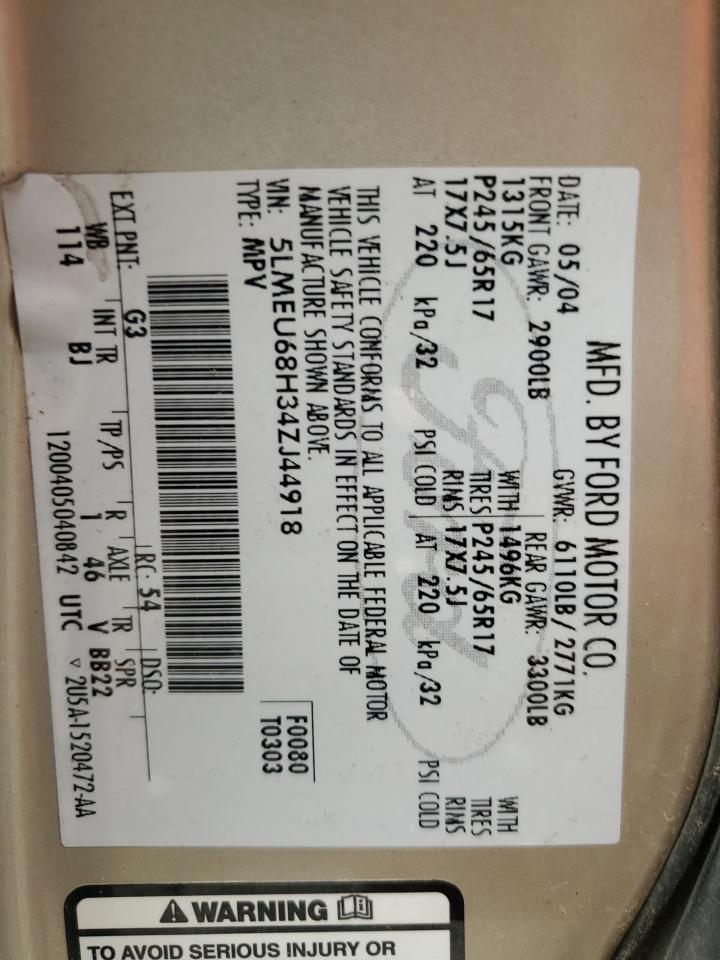 MFD. BY FORD MOTOR CO.
DATE: 05/04 GVWR: 6110LB/ 2771KG
FRONT GAWR: 2900LB REAR GAWR: 3300LB
1315KG WITH 1496KG WITH
P245/65R17 TIRES P245/65R17 TIRES
17X7.5J RIMS 17X7.5J RIMS
AT 220 kPa/32 PSI COLD AT 220 kPa/32 PSI COLD
THIS VEHICLE CONFORMS TO ALL APPLICABLE FEDERAL MOTOR
VEHICLE SAFETY STANDARDS IN EFFECT ON THE DATE OF
MANUFACTURE SHOWN ABOVE.
VIN: 5LMEU68H34ZJ44918 F0080
TYPE: MPV T0303
EXT PNT: G3 RC: 54 DSO:
WB INT TR TP/PS R AXLE TR SPR
114 BJ 1 46 V BB22
1200405040842 UTC ▽ 2U5A-1520472-AA
WARNING
TO AVOID SERIOUS INJURY OR